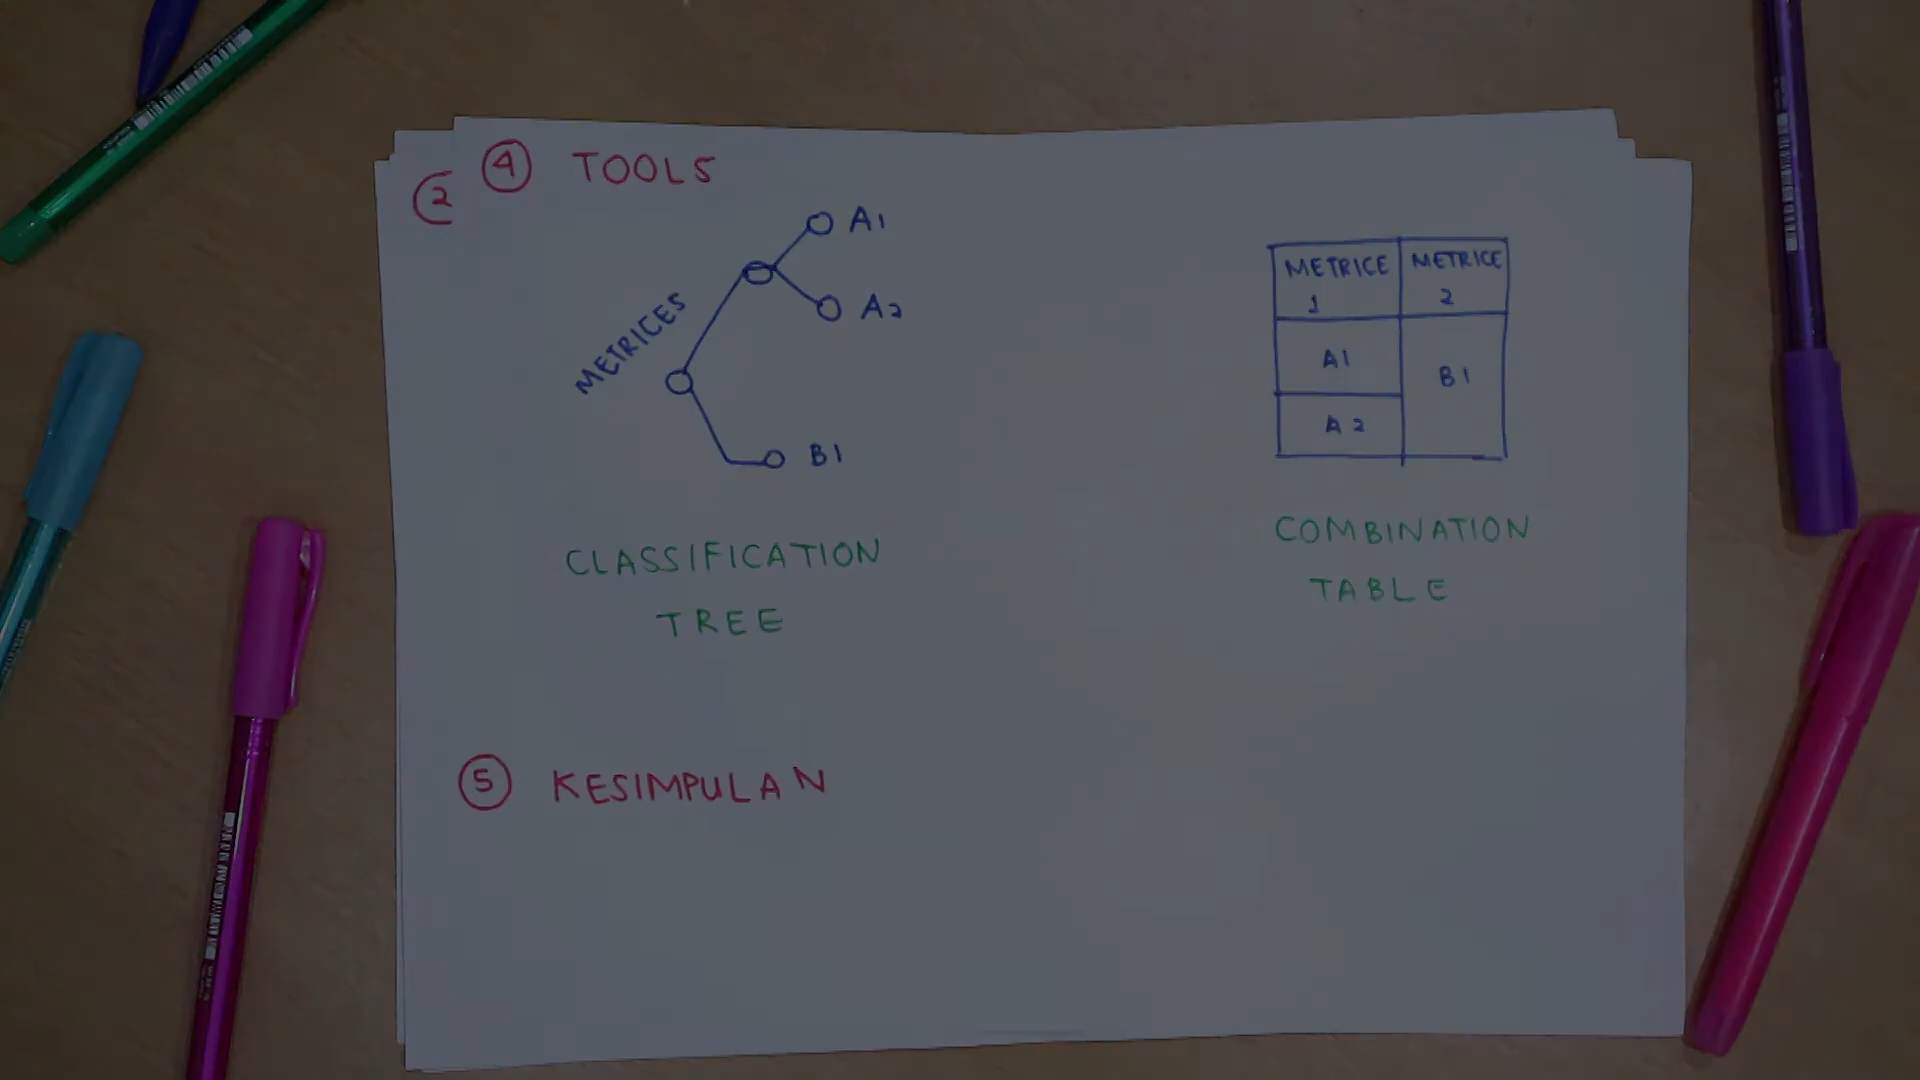 2
4 TOOLS
METRICES
A1
A2
B1
CLASSIFICATION
TREE
METRICE 1
METRICE 2
A1
B1
A2
COMBINATION
TABLE
5 KESIMPULAN